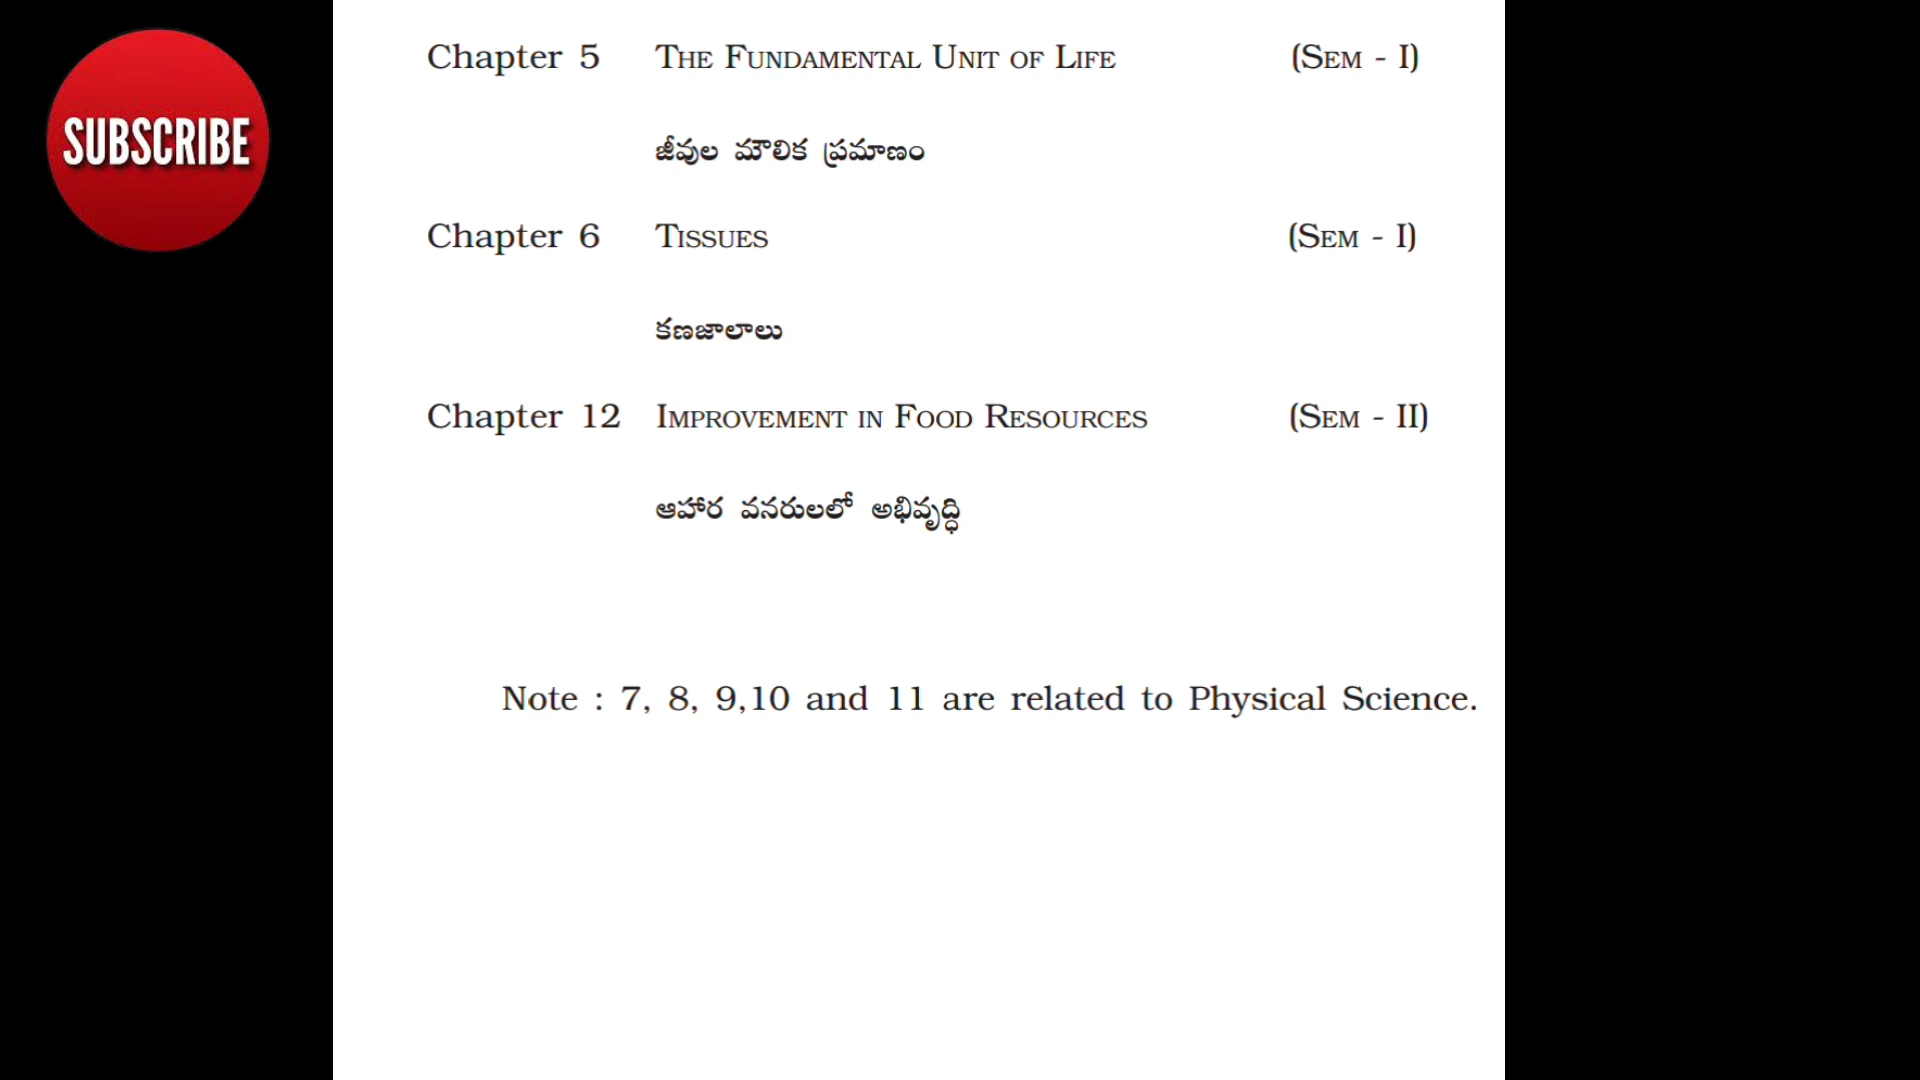 SUBSCRIBE
Chapter 5 THE FUNDAMENTAL UNIT OF LIFE (SEM - I)
జీవుల మౌలిక ప్రమాణం
Chapter 6 TISSUES (SEM - I)
కణజాలాలు
Chapter 12 IMPROVEMENT IN FOOD RESOURCES (SEM - II)
ఆహార వనరులలో అభివృద్ధి
Note : 7, 8, 9,10 and 11 are related to Physical Science.